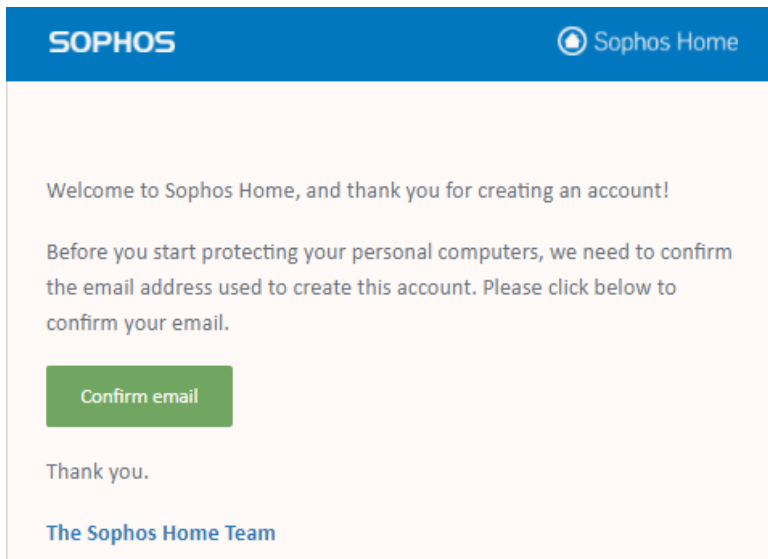 SOPHOS
Sophos Home
Welcome to Sophos Home, and thank you for creating an account!
Before you start protecting your personal computers, we need to confirm
the email address used to create this account. Please click below to
confirm your email.
Confirm email
Thank you.
The Sophos Home Team